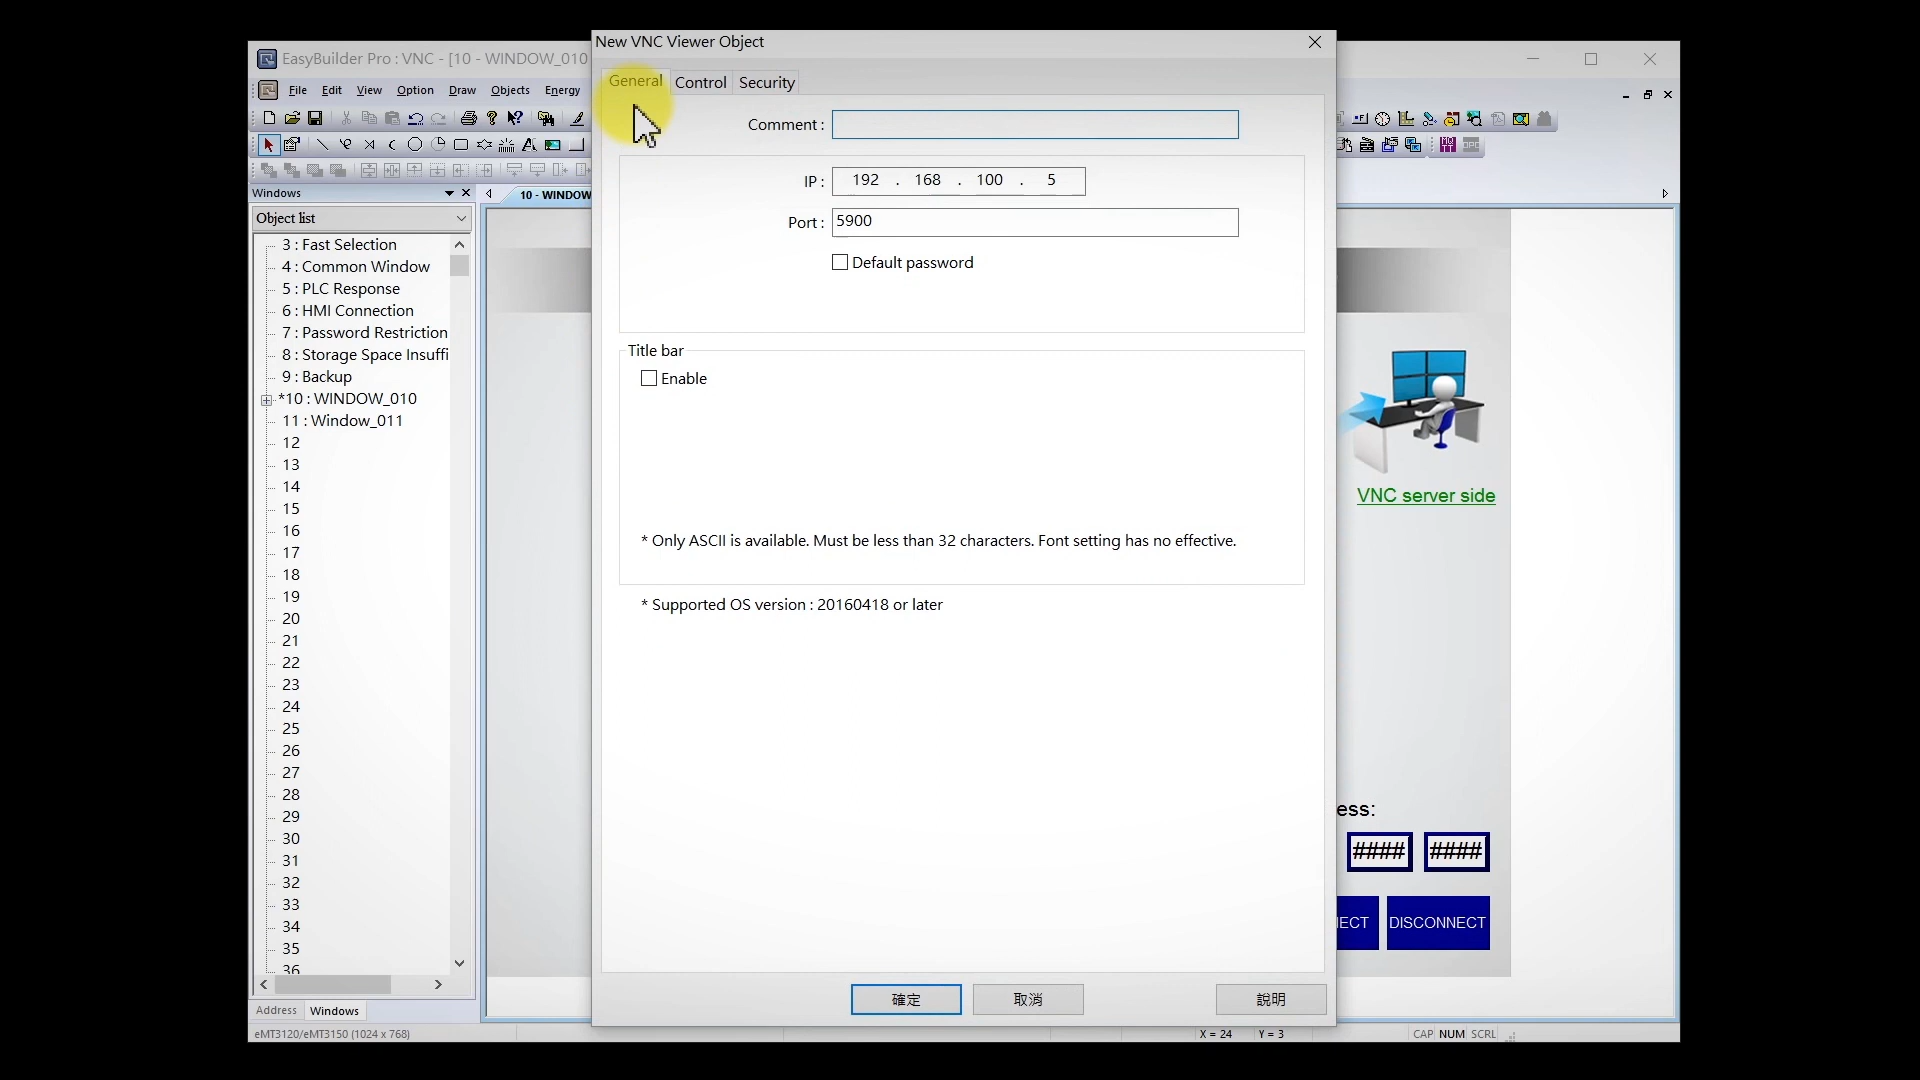 New VNC Viewer Object
EasyBuilder Pro : VNC - [10 - WINDOW_010
File Edit View Option Draw Objects Energy
General Control Security
Comment :
IP : 192 . 168 . 100 . 5
Port : 5900
Default password
Title bar
Enable
* Only ASCII is available. Must be less than 32 characters. Font setting has no effective.
* Supported OS version : 20160418 or later
確定 取消 說明
Windows
10 - WINDOW
Object list
3 : Fast Selection
4 : Common Window
5 : PLC Response
6 : HMI Connection
7 : Password Restriction
8 : Storage Space Insuffi
9 : Backup
*10 : WINDOW_010
11 : Window_011
12
13
14
15
16
17
18
19
20
21
22
23
24
25
26
27
28
29
30
31
32
33
34
35
36
Address Windows
VNC server side
ess:
#### ####
ECT DISCONNECT
eMT3120/eMT3150 (1024 x 768) X = 24 Y = 3 CAP NUM SCRL